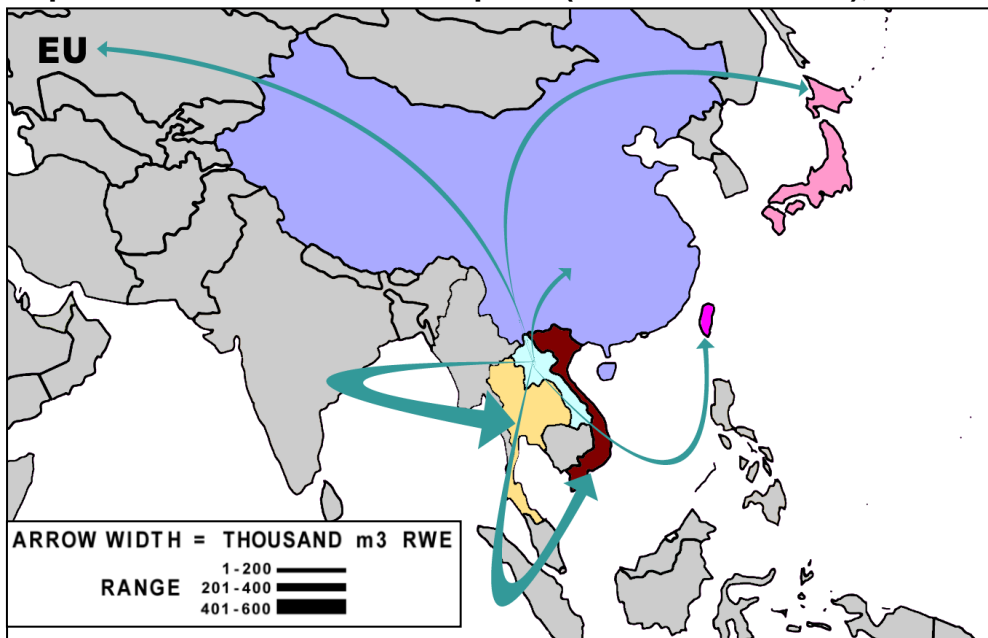 EU
ARROW WIDTH = THOUSAND m3 RWE
RANGE
1-200
201-400
401-600